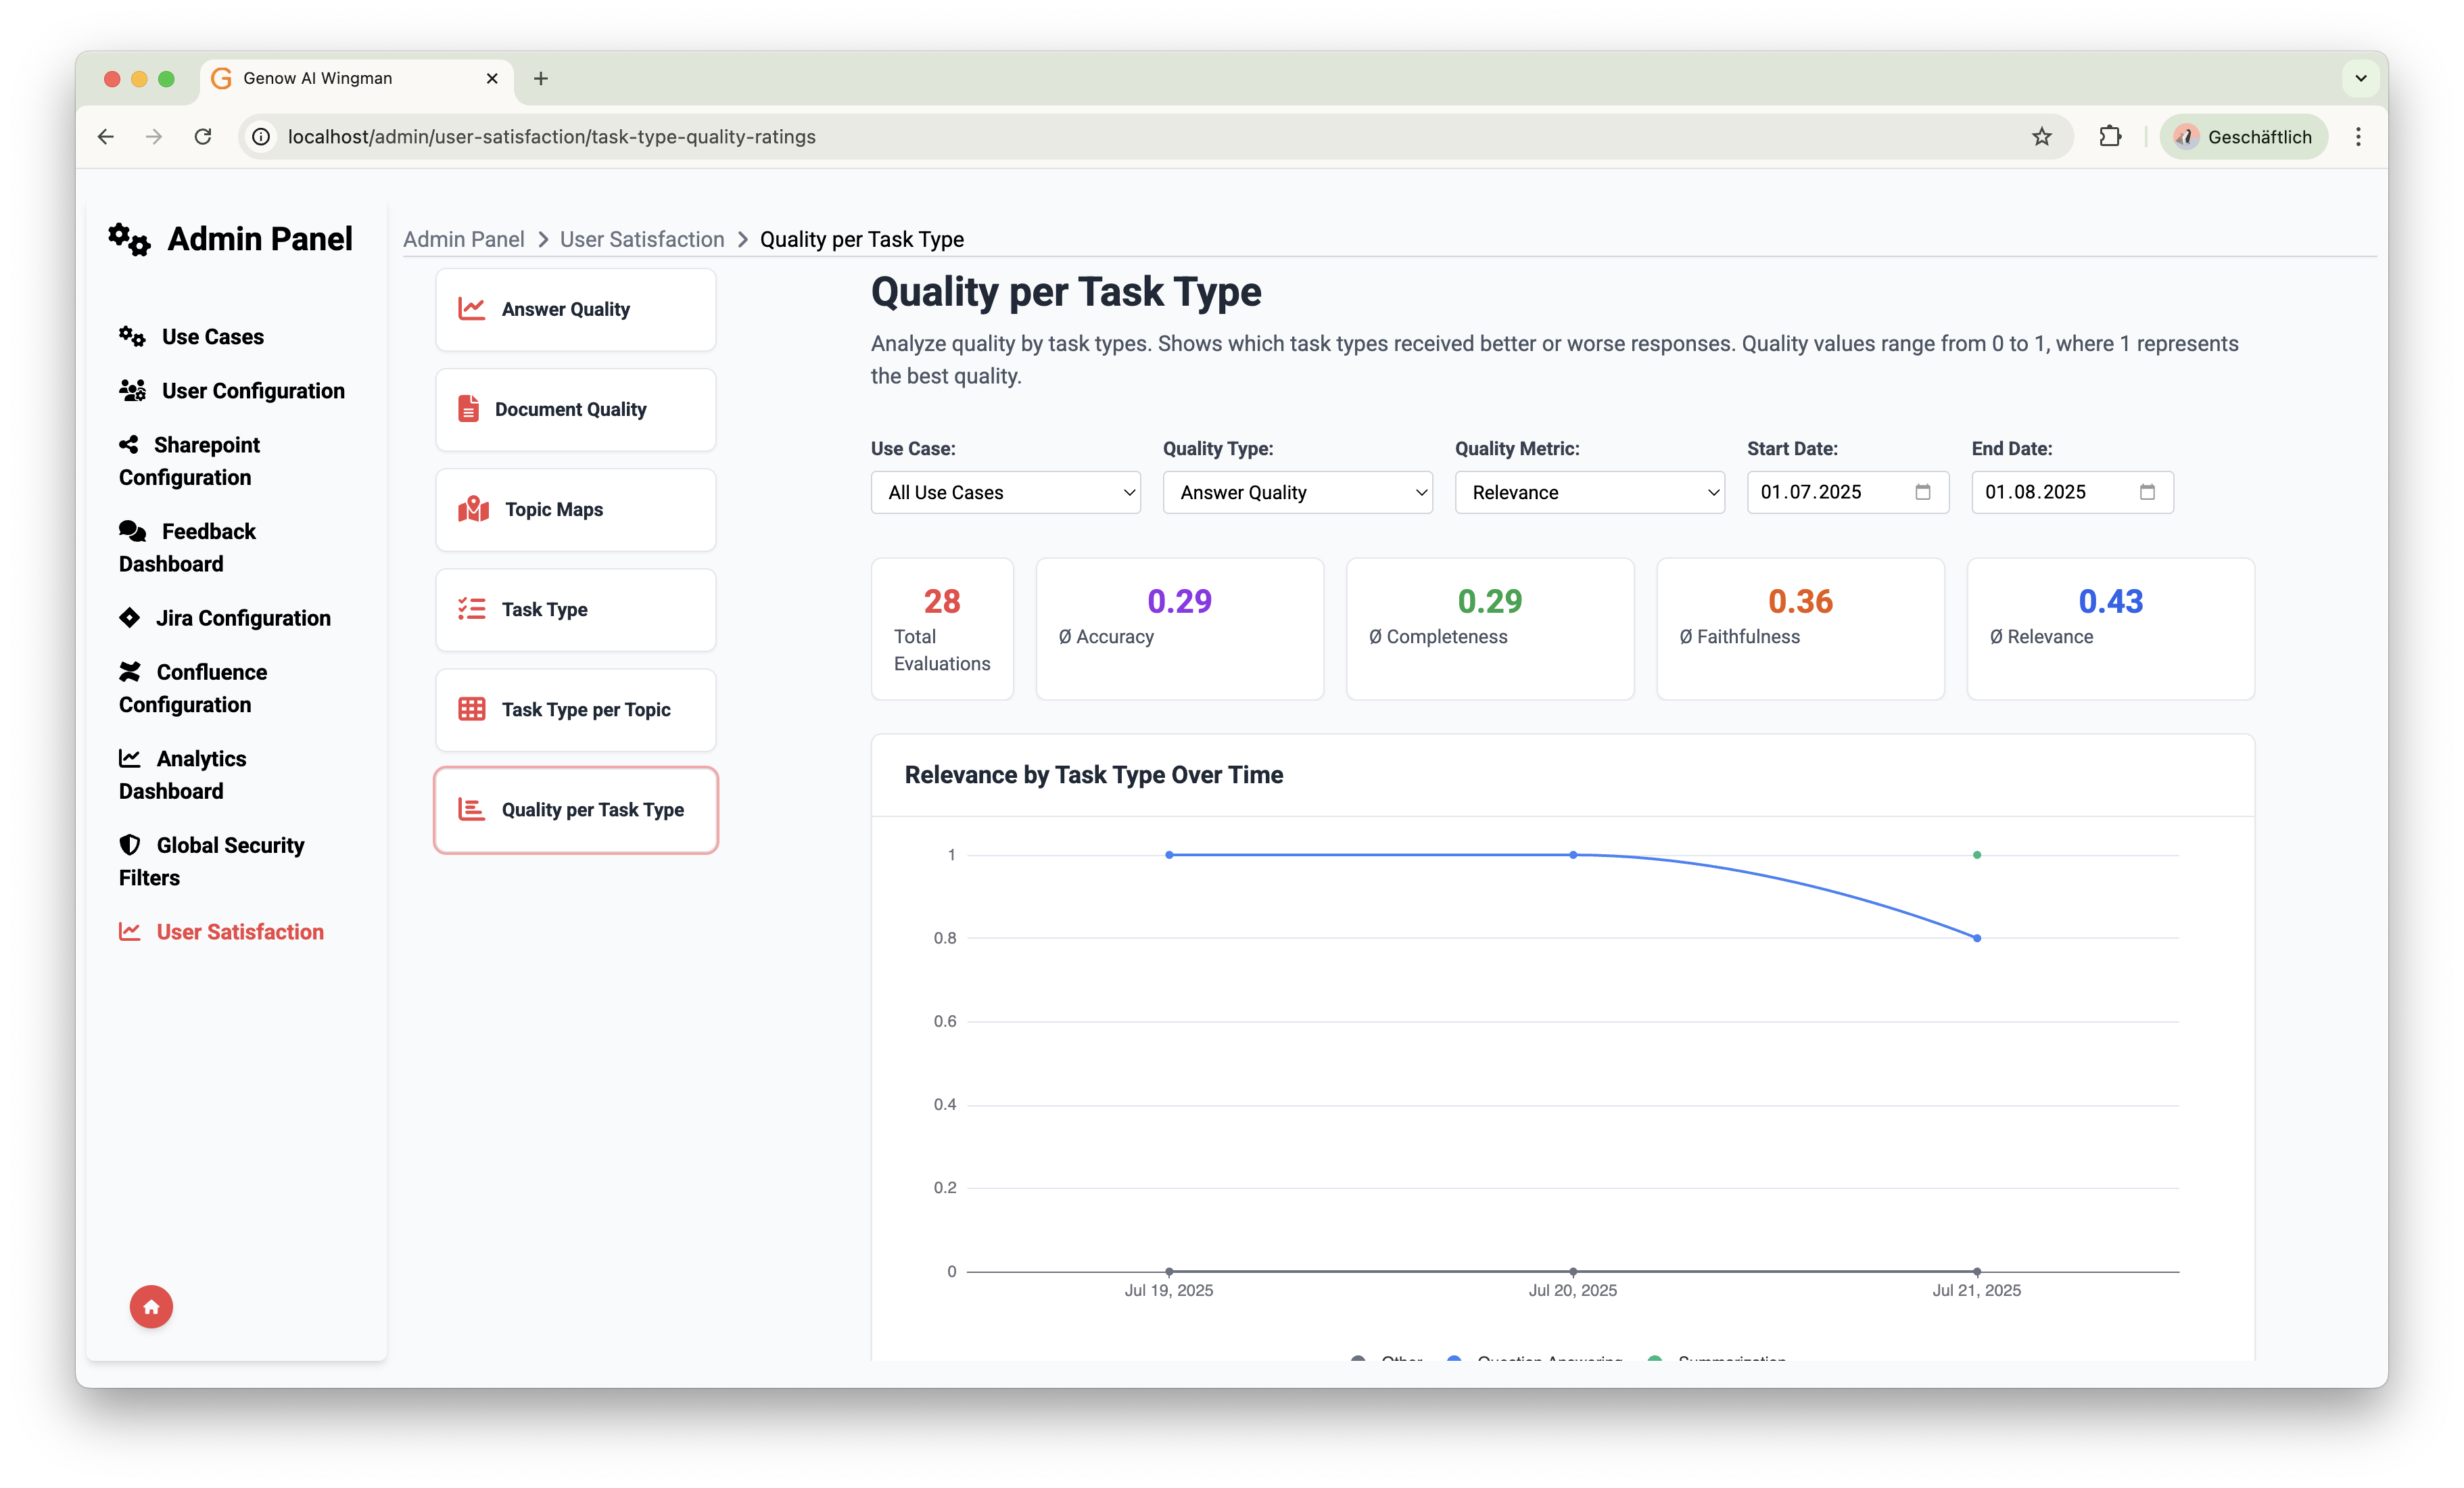 Genow AI Wingman
localhost/admin/user-satisfaction/task-type-quality-ratings
Geschäftlich
Admin Panel
Use Cases
User Configuration
Sharepoint
Configuration
Feedback
Dashboard
Jira Configuration
Confluence
Configuration
Analytics
Dashboard
Global Security
Filters
User Satisfaction
Admin Panel > User Satisfaction > Quality per Task Type
Answer Quality
Document Quality
Topic Maps
Task Type
Task Type per Topic
Quality per Task Type
Quality per Task Type
Analyze quality by task types. Shows which task types received better or worse responses. Quality values range from 0 to 1, where 1 represents
the best quality.
Use Case: Quality Type: Quality Metric: Start Date: End Date:
All Use Cases Answer Quality Relevance 01.07.2025 01.08.2025
28 0.29 0.29 0.36 0.43
Total Ø Accuracy Ø Completeness Ø Faithfulness Ø Relevance
Evaluations
Relevance by Task Type Over Time
1
0.8
0.6
0.4
0.2
0
Jul 19, 2025 Jul 20, 2025 Jul 21, 2025
Other Question Answering Summarization